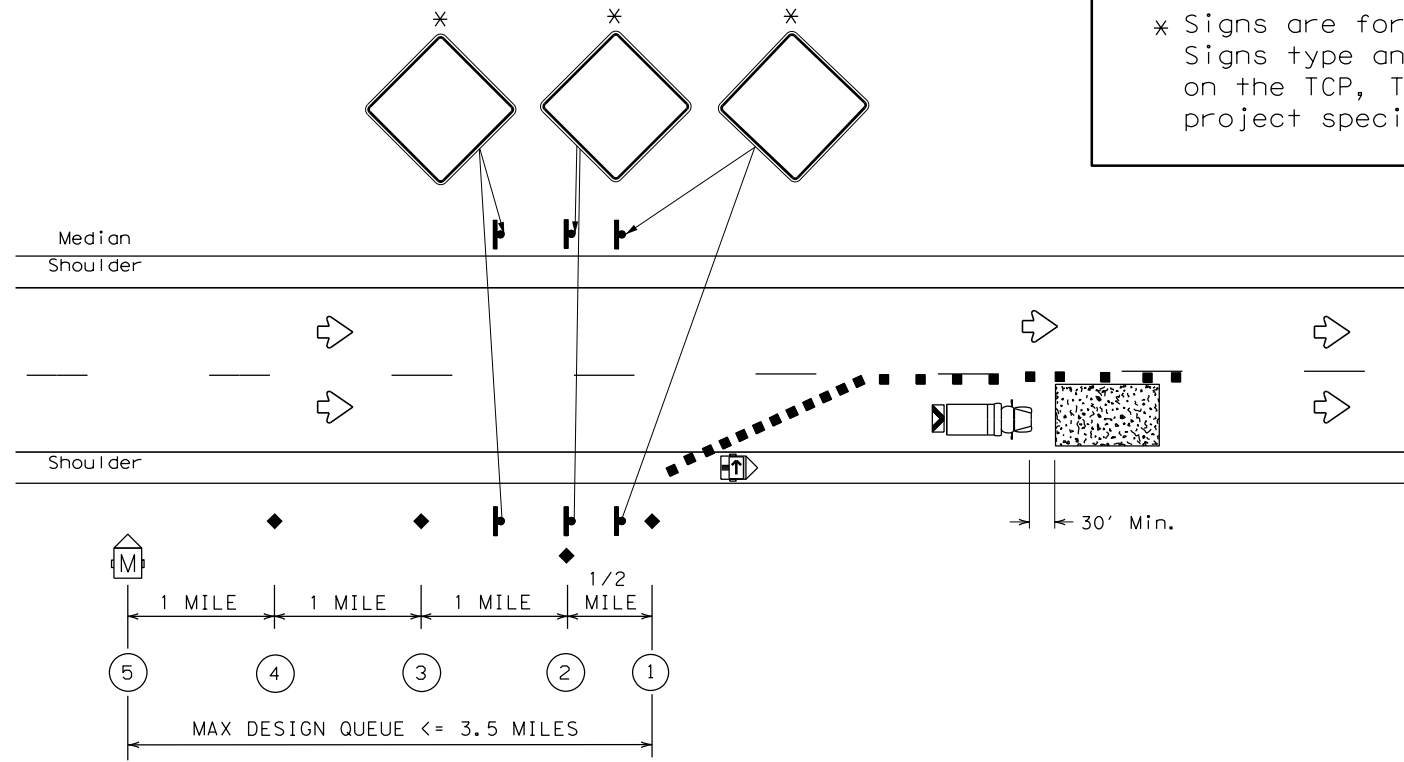 * * *
* Signs are for
Signs type an
on the TCP, T
project speci
Median
Shoulder
Shoulder
30' Min.
M
1/2
1 MILE 1 MILE 1 MILE MILE
5 4 3 2 1
MAX DESIGN QUEUE <= 3.5 MILES